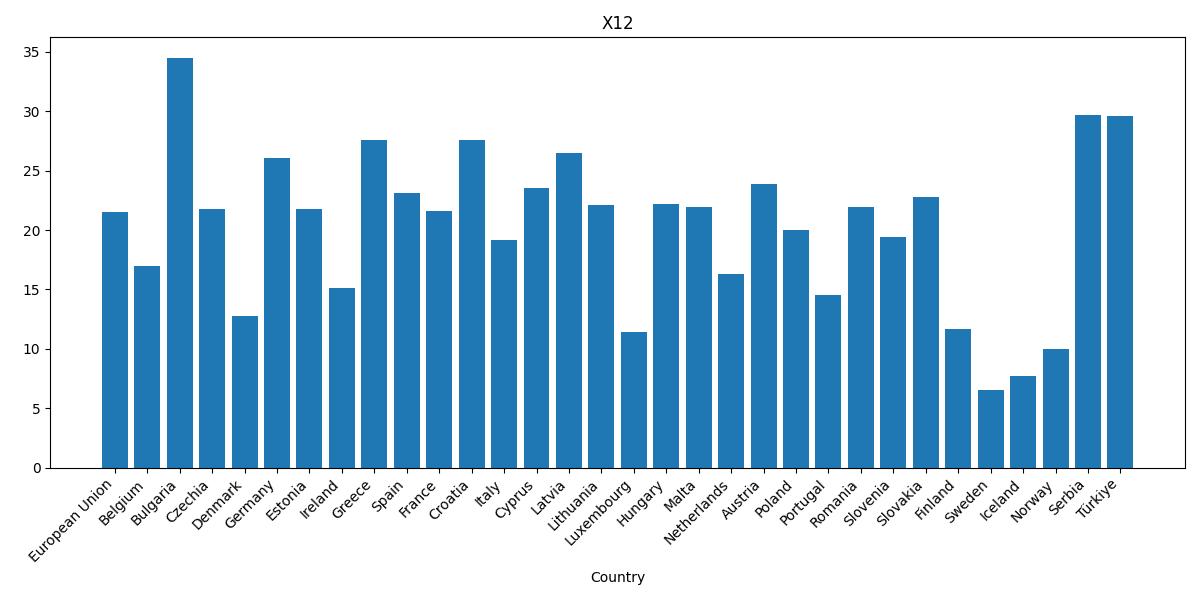 X12
35
30
25
20
15
10
5
0
European Union
Belgium
Bulgaria
Czechia
Denmark
Germany
Estonia
Ireland
Greece
Spain
France
Croatia
Italy
Cyprus
Latvia
Lithuania
Luxembourg
Hungary
Malta
Netherlands
Austria
Poland
Portugal
Romania
Slovenia
Slovakia
Finland
Sweden
Iceland
Norway
Serbia
Türkiye
Country